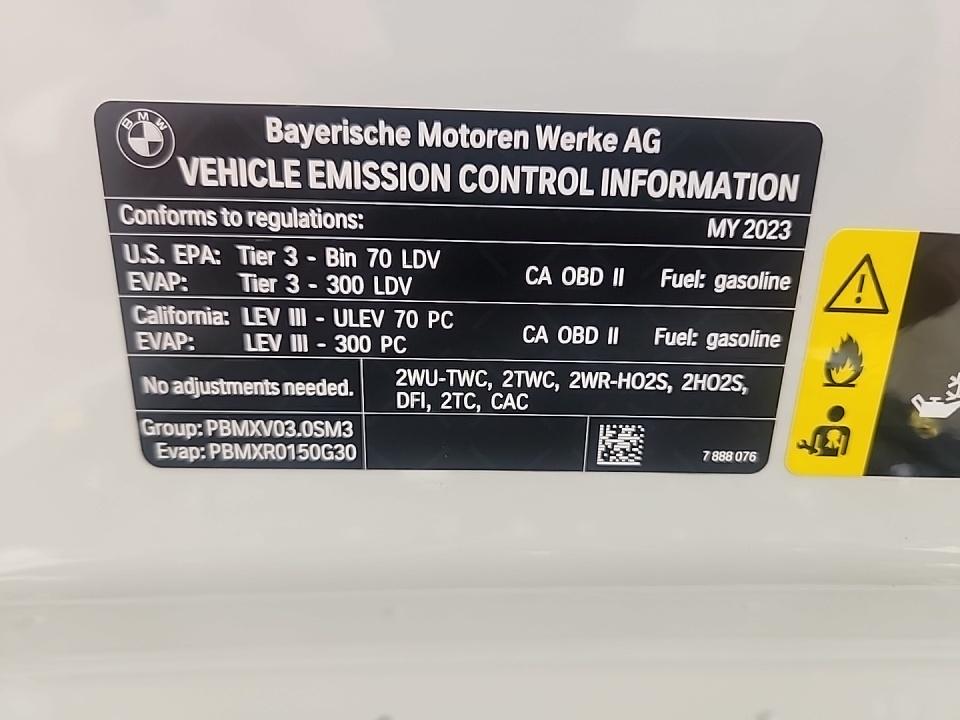 BMW
Bayerische Motoren Werke AG
VEHICLE EMISSION CONTROL INFORMATION
Conforms to regulations: MY 2023
U.S. EPA: Tier 3 - Bin 70 LDV
EVAP: Tier 3 - 300 LDV
CA OBD II Fuel: gasoline
California: LEV III - ULEV 70 PC
EVAP: LEV III - 300 PC
CA OBD II Fuel: gasoline
No adjustments needed.
2WU-TWC, 2TWC, 2WR-HO2S, 2HO2S,
DFI, 2TC, CAC
Group: PBMXV03.0SM3
Evap: PBMXR0150G30
7 888 076